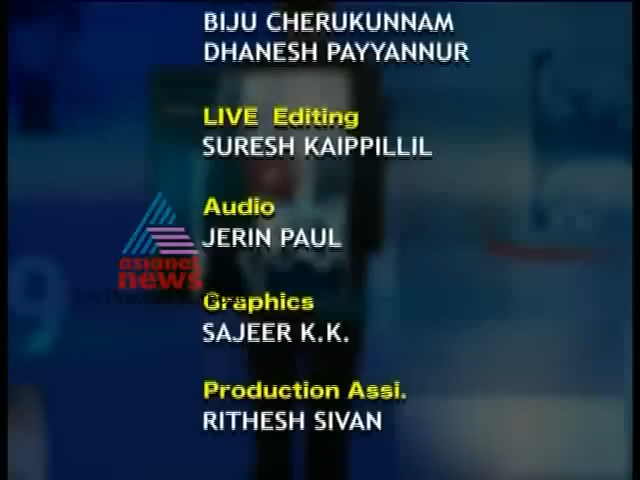 BIJU CHERUKUNNAM
DHANESH PAYYANNUR
LIVE Editing
SURESH KAIPPILLIL
Audio
JERIN PAUL
asianet
news
Graphics
SAJEER K.K.
Production Assi.
RITHESH SIVAN
9